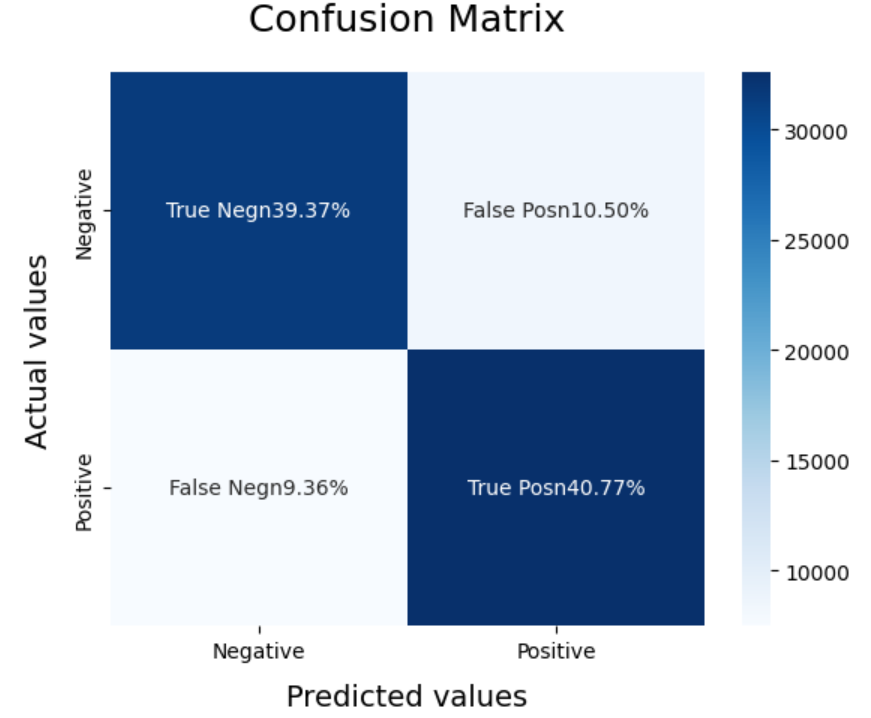 Confusion Matrix
Actual values
Negative
Positive
True Negn39.37%
False Posn10.50%
False Negn9.36%
True Posn40.77%
Negative
Positive
Predicted values
30000
25000
20000
15000
10000